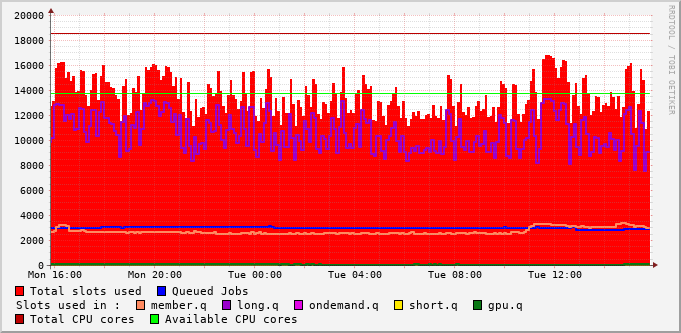 RRDTOOL / TOBI OETIKER
20000
18000
16000
14000
12000
10000
8000
6000
4000
2000
0
Mon 16:00 Mon 20:00 Tue 00:00 Tue 04:00 Tue 08:00 Tue 12:00
Total slots used Queued Jobs
Slots used in : member.q long.q ondemand.q short.q gpu.q
Total CPU cores Available CPU cores